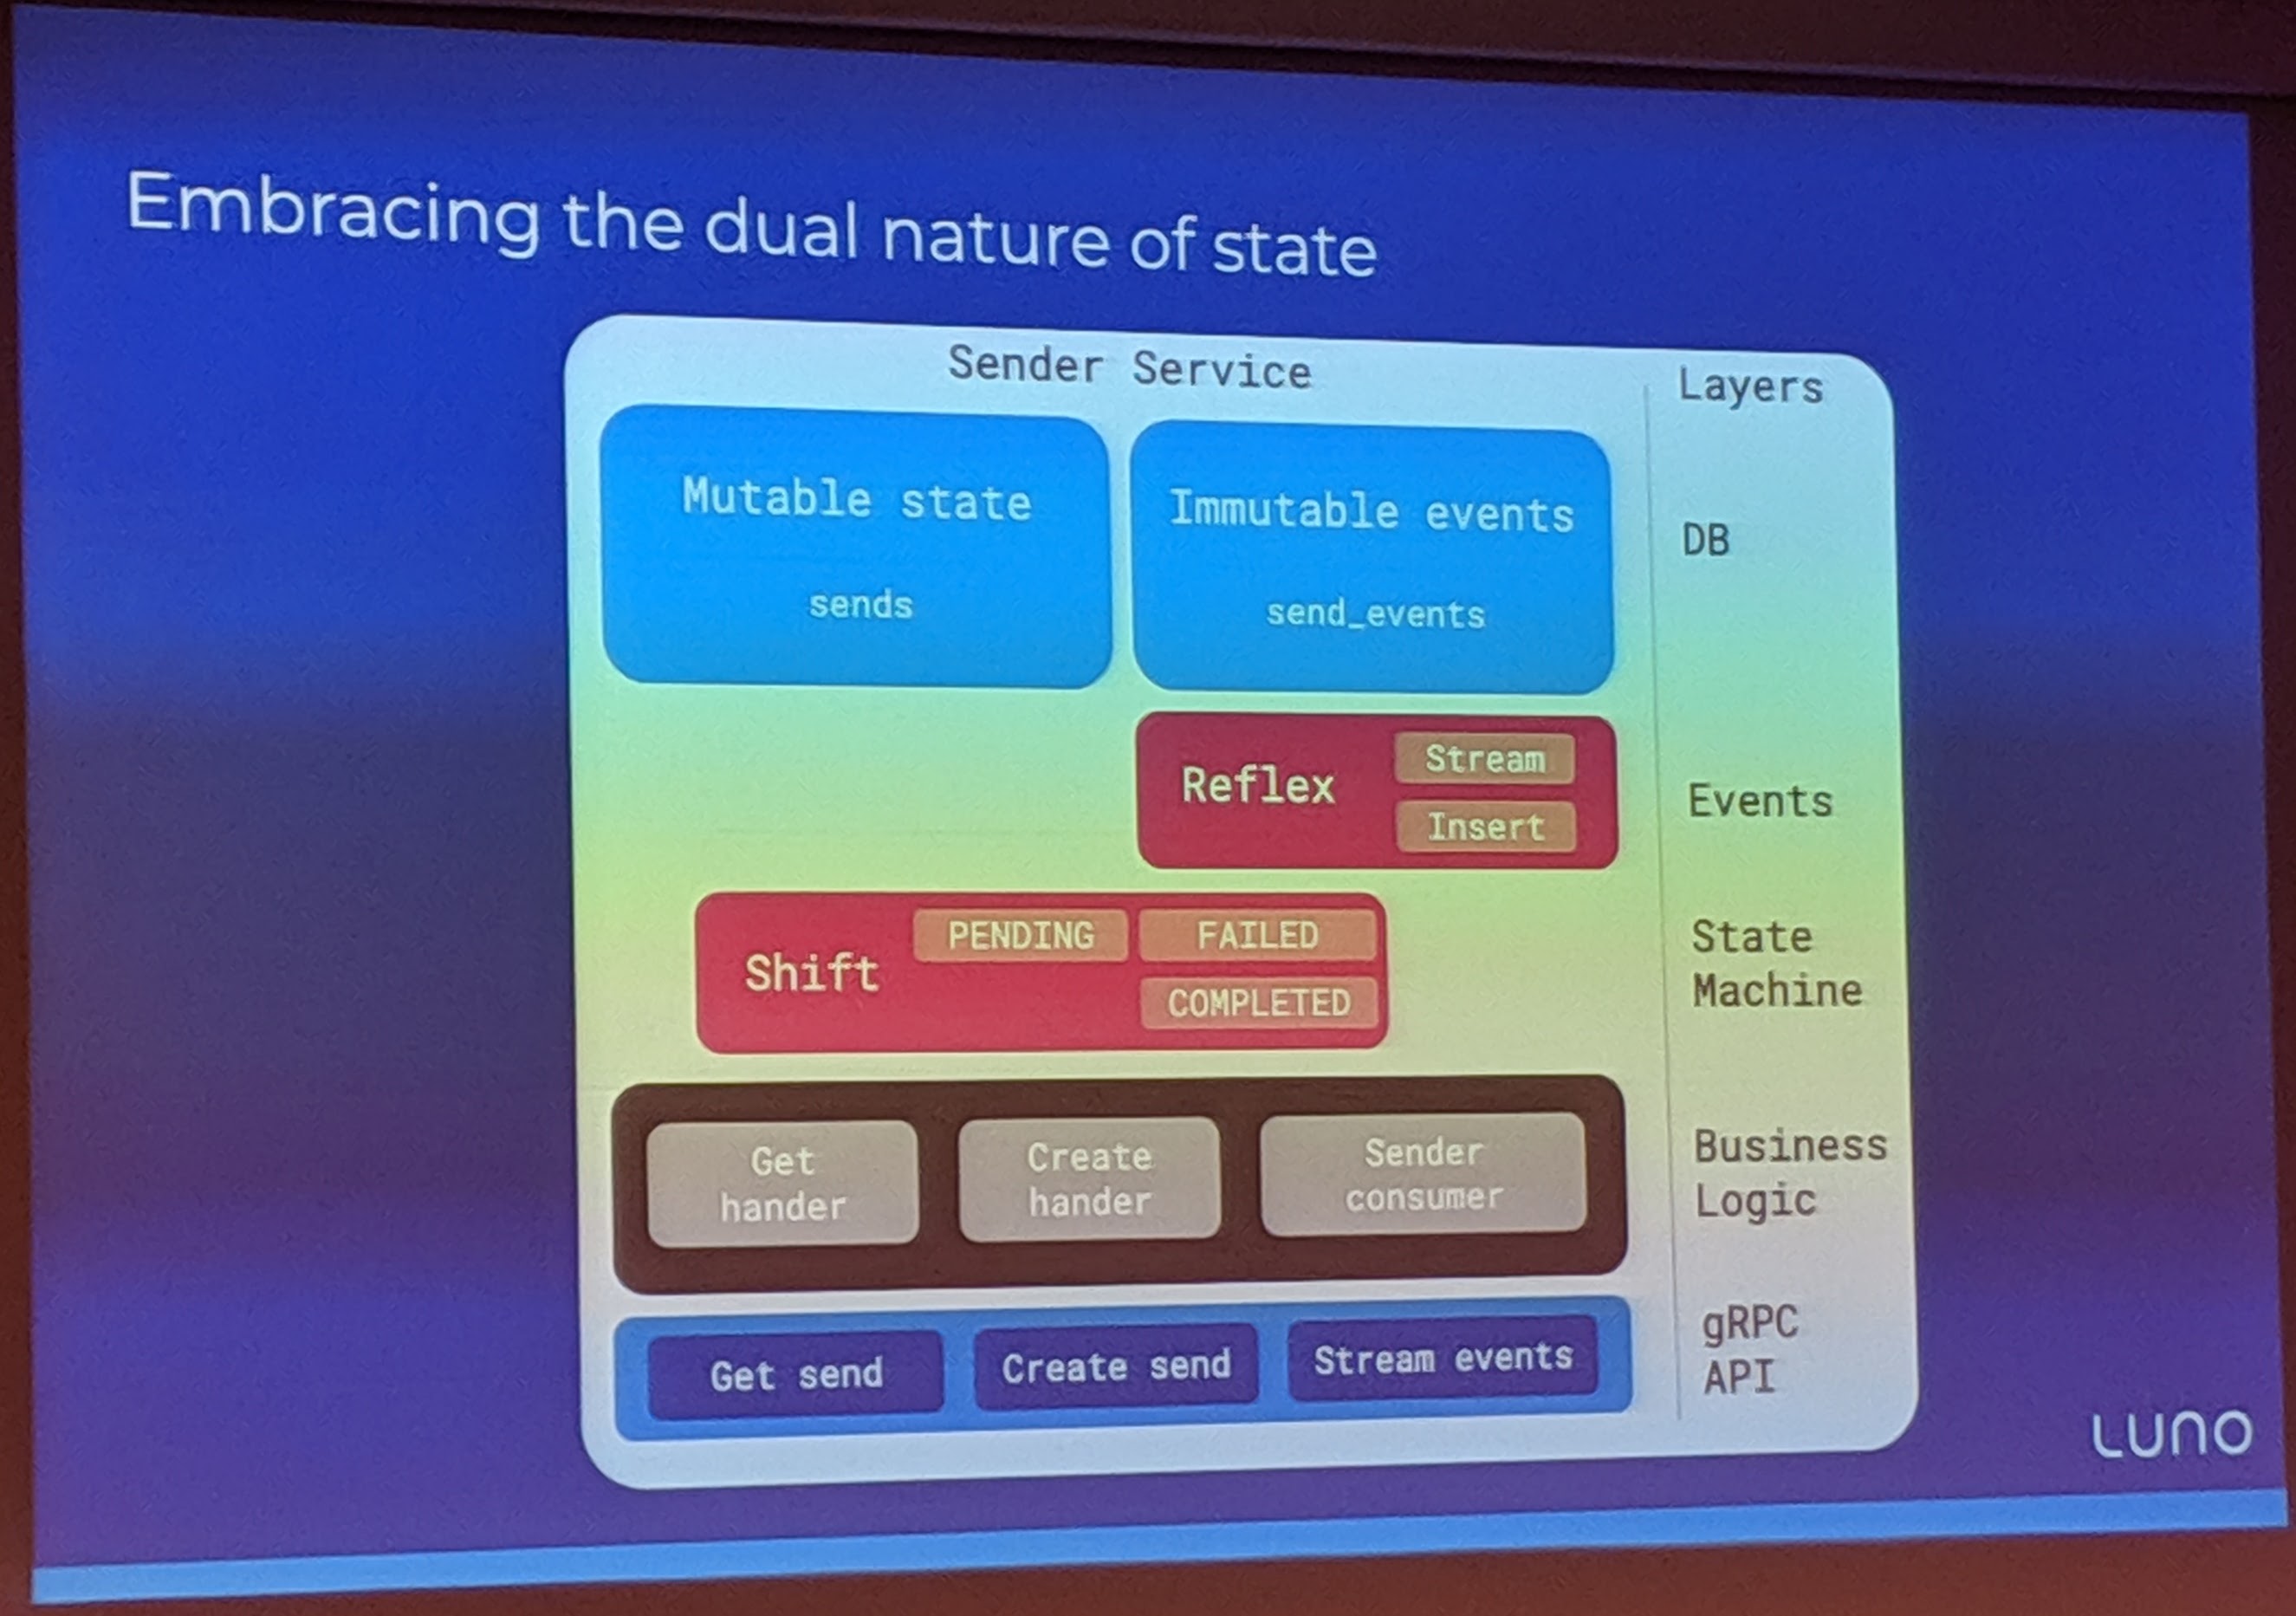 Embracing the dual nature of state
Sender Service
Layers
Mutable state
sends
Immutable events
send_events
DB
Reflex
Stream
Insert
Events
Shift
PENDING
FAILED
COMPLETED
State
Machine
Get
hander
Create
hander
Sender
consumer
Business
Logic
Get send
Create send
Stream events
gRPC
API
LUNO